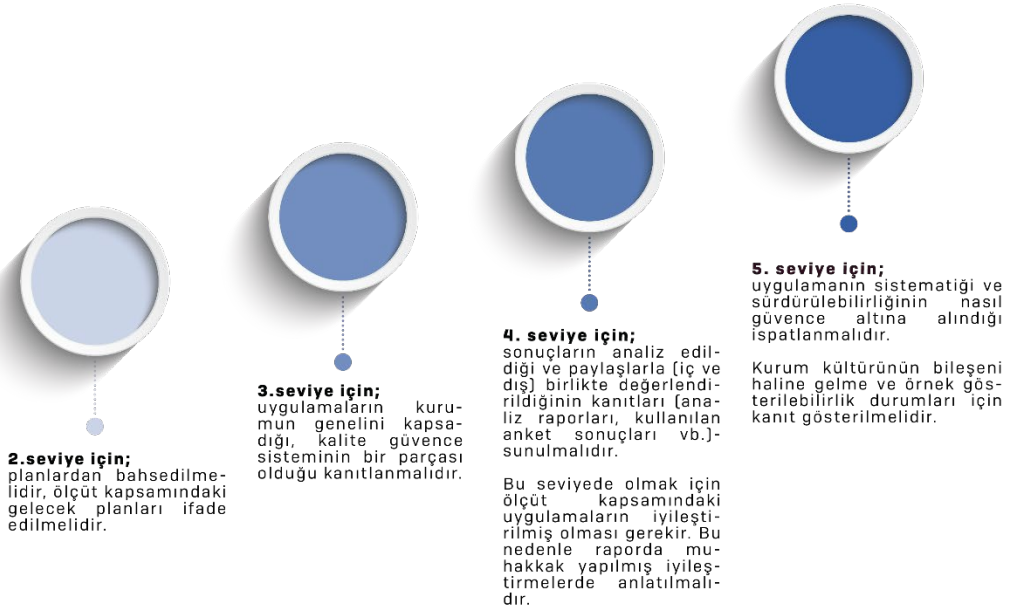 2.seviye için;
planlardan bahsedilme-
lidir, ölçüt kapsamındaki
gelecek planları ifade
edilmelidir.
3.seviye için;
uygulamaların kuru-
mun genelini kapsa-
dığı, kalite güvence
sisteminin bir parçası
olduğu kanıtlanmalıdır.
4. seviye için;
sonuçların analiz edil-
diği ve paylaşlarla (iç ve
dış) birlikte değerlendi-
rildiğinin kanıtları (ana-
liz raporları, kullanılan
anket sonuçları vb.)-
sunulmalıdır.
Bu seviyede olmak için
ölçüt kapsamındaki
uygulamaların iyileşti-
rilmiş olması gerekir. Bu
nedenle raporda mu-
hakkak yapılmış iyileş-
tirmelerde anlatılmalı-
dır.
5. seviye için;
uygulamanın sistematiği ve
sürdürülebilirliğinin nasıl
güvence altına alındığı
ispatlanmalıdır.
Kurum kültürünün bileşeni
haline gelme ve örnek gös-
terilebilirlik durumları için
kanıt gösterilmelidir.